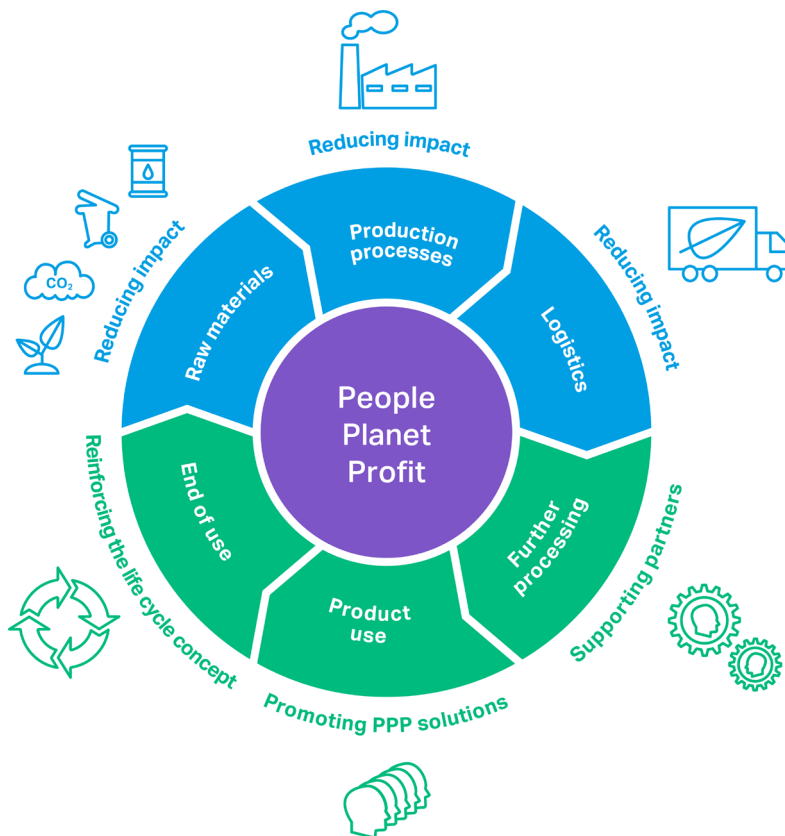 Reducing impact
Production
processes
Reducing impact
Logistics
Supporting partners
Further
processing
Promoting PPP solutions
Product
use
Reinforcing the life cycle concept
End of use
Reducing impact
Raw materials
CO₂
People
Planet
Profit